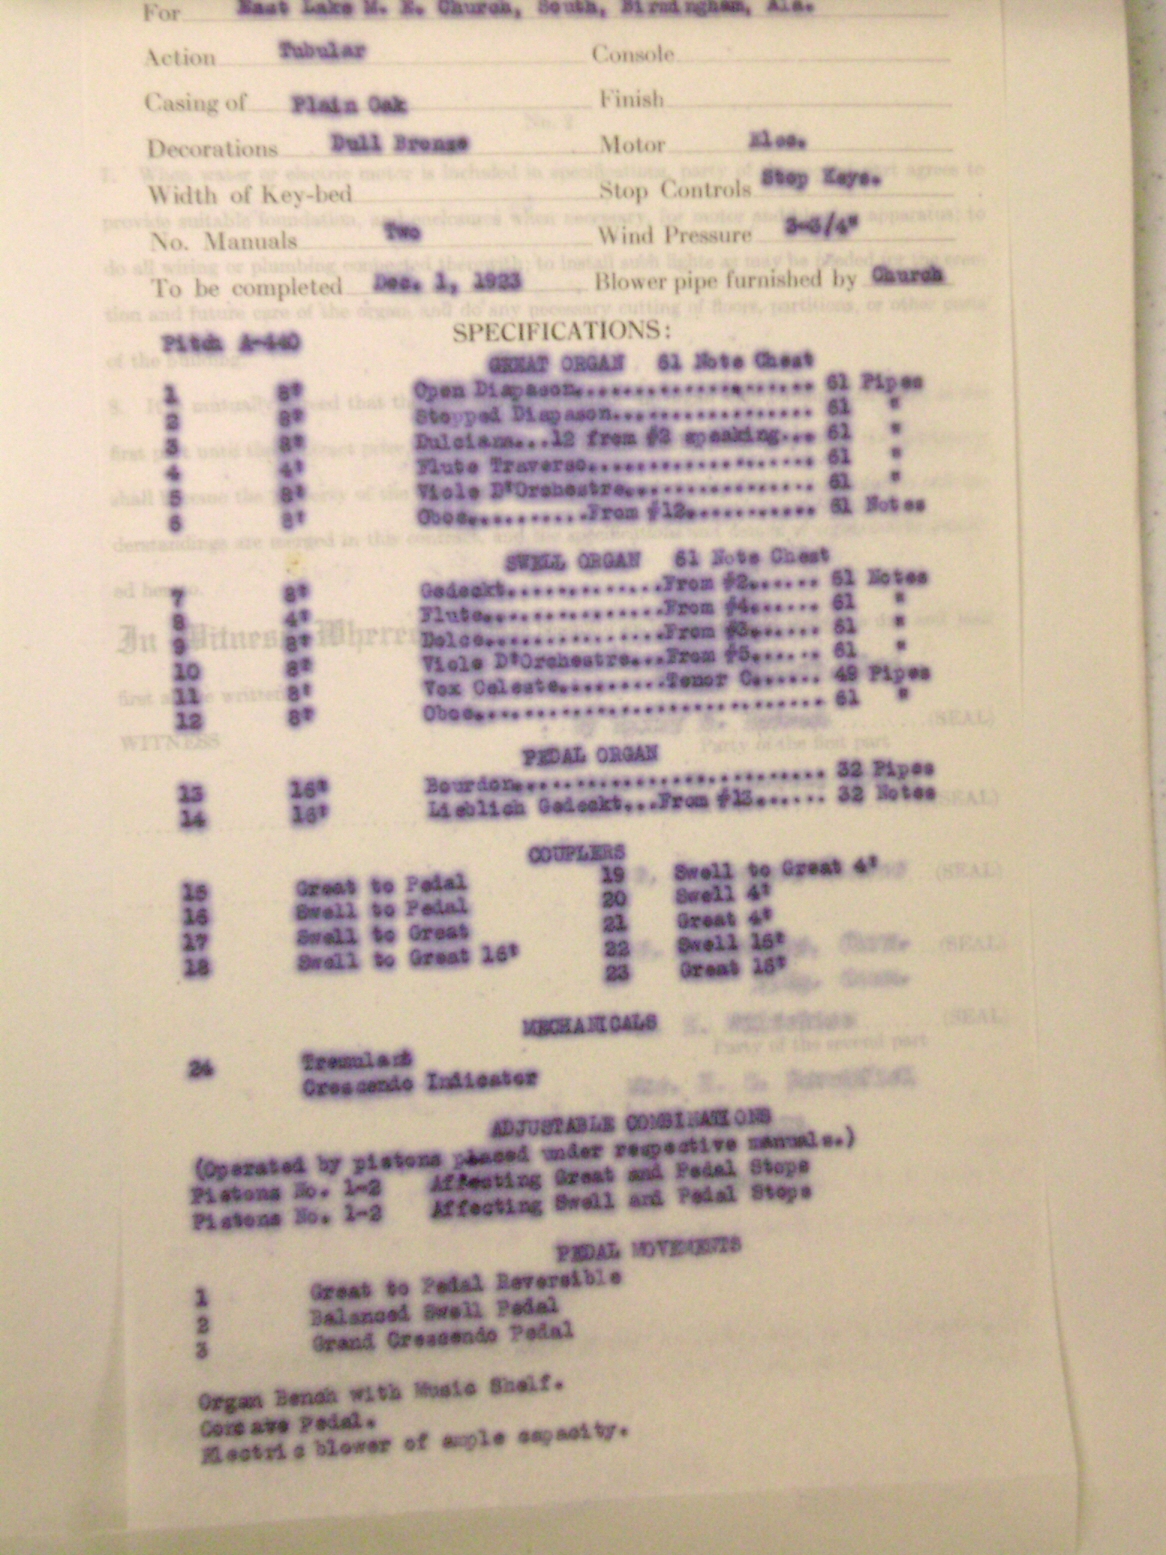 For East Lake M. E. Church, South, Birmingham, Ala.
Action Tubular Console
Casing of Plain Oak Finish
Decorations Dull Bronze Motor Elec.
Width of Key-bed Stop Controls Stop Keys.
No. Manuals Two Wind Pressure 3-3/4"
To be completed Dec. 1, 1923 Blower pipe furnished by Church
SPECIFICATIONS:
Pitch A-440
GREAT ORGAN 61 Note Chest
1 8' Open Diapason.................... 61 Pipes
2 8' Stopped Diapason................. 61 "
3 8' Dulciana...12 from #2 speaking... 61 "
4 4' Flute Traverso................... 61 "
5 8' Viole D'Orchestre................ 61 "
6 8' Oboe..........From #12........... 61 Notes
SWELL ORGAN 61 Note Chest
7 8' Gedeckt.............From #2...... 61 Notes
8 4' Flute...............From #4...... 61 "
9 8' Dolce...............From #3...... 61 "
10 8' Viole D'Orchestre...From #5...... 61 "
11 8' Vox Celeste.........Tenor C...... 49 Pipes
12 8' Oboe............................. 61 "
PEDAL ORGAN
13 16' Bourdon.......................... 32 Pipes
14 16' Lieblich Gedeckt...From #13...... 32 Notes
COUPLERS
15 Great to Pedal
16 Swell to Pedal
17 Swell to Great
18 Swell to Great 16'
19 Swell to Great 4'
20 Swell 4'
21 Great 4'
22 Swell 16'
23 Great 16'
MECHANICALS
24 Tremulant
Crescendo Indicator
ADJUSTABLE COMBINATIONS
(Operated by pistons placed under respective manuals.)
Pistons No. 1-2 Affecting Great and Pedal Stops
Pistons No. 1-2 Affecting Swell and Pedal Stops
PEDAL MOVEMENTS
1 Great to Pedal Reversible
2 Balanced Swell Pedal
3 Grand Crescendo Pedal
Organ Bench with Music Shelf.
Concave Pedal.
Electric blower of ample capacity.